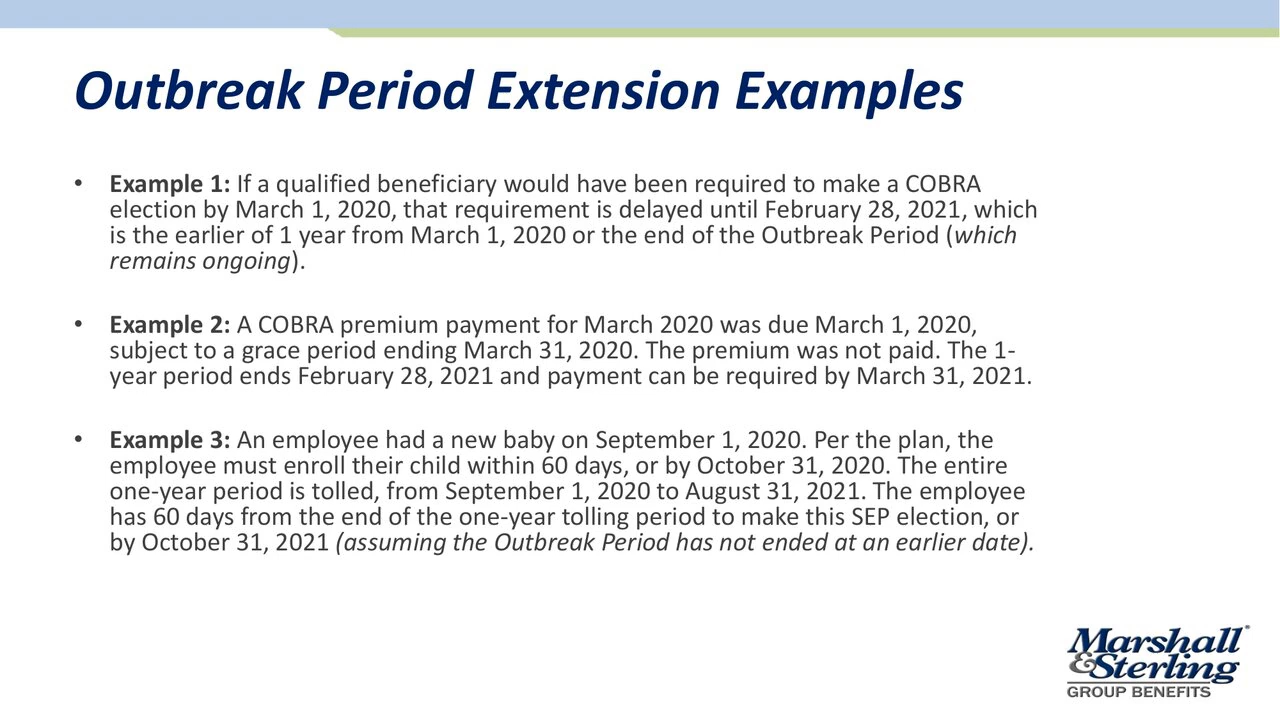 Outbreak Period Extension Examples
• Example 1: If a qualified beneficiary would have been required to make a COBRA
election by March 1, 2020, that requirement is delayed until February 28, 2021, which
is the earlier of 1 year from March 1, 2020 or the end of the Outbreak Period (which
remains ongoing).
• Example 2: A COBRA premium payment for March 2020 was due March 1, 2020,
subject to a grace period ending March 31, 2020. The premium was not paid. The 1-
year period ends February 28, 2021 and payment can be required by March 31, 2021.
• Example 3: An employee had a new baby on September 1, 2020. Per the plan, the
employee must enroll their child within 60 days, or by October 31, 2020. The entire
one-year period is tolled, from September 1, 2020 to August 31, 2021. The employee
has 60 days from the end of the one-year tolling period to make this SEP election, or
by October 31, 2021 (assuming the Outbreak Period has not ended at an earlier date).
Marshall
&Sterling
GROUP BENEFITS